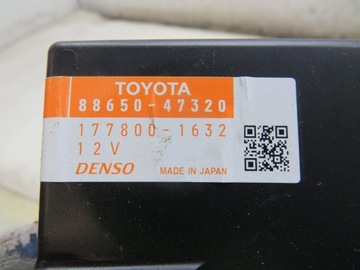 TOYOTA
88650-47320
177800-1632
12V
DENSO MADE IN JAPAN